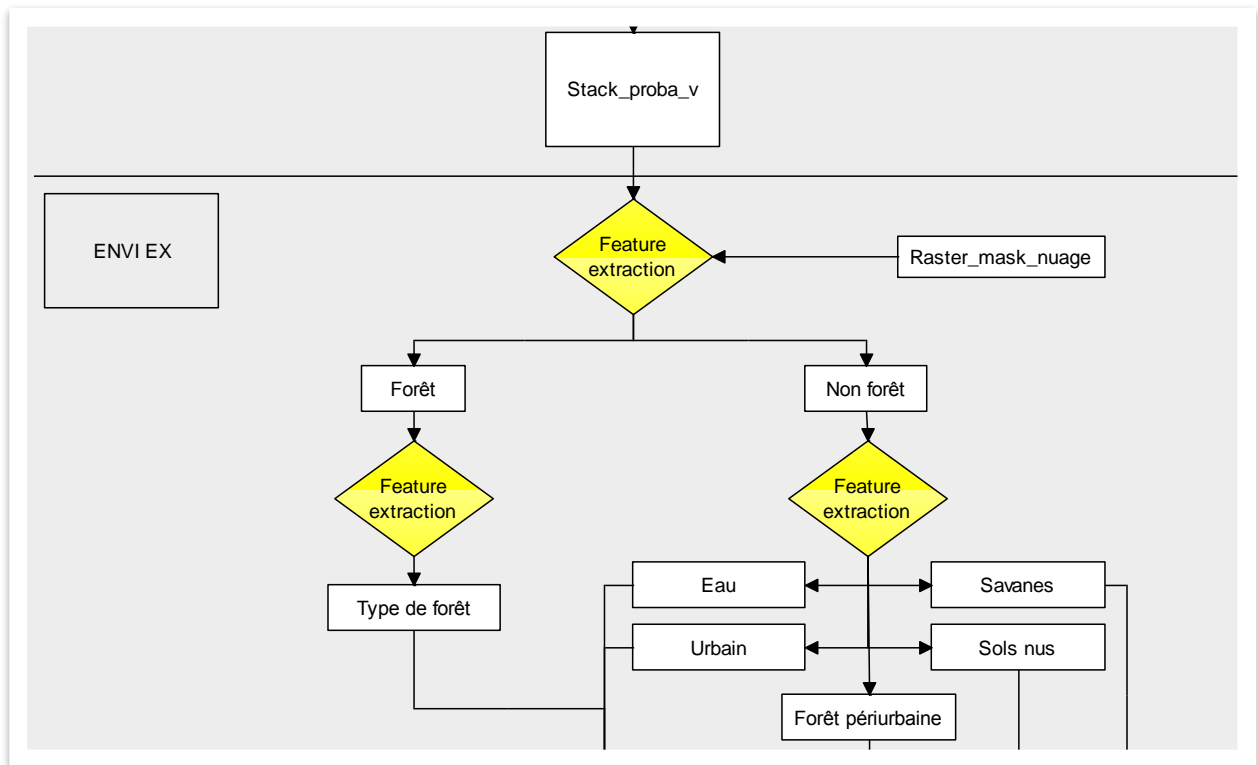 Stack_proba_v
ENVI EX
Feature
extraction
Raster_mask_nuage
Forêt
Non forêt
Feature
extraction
Feature
extraction
Eau
Savanes
Type de forêt
Urbain
Sols nus
Forêt périurbaine